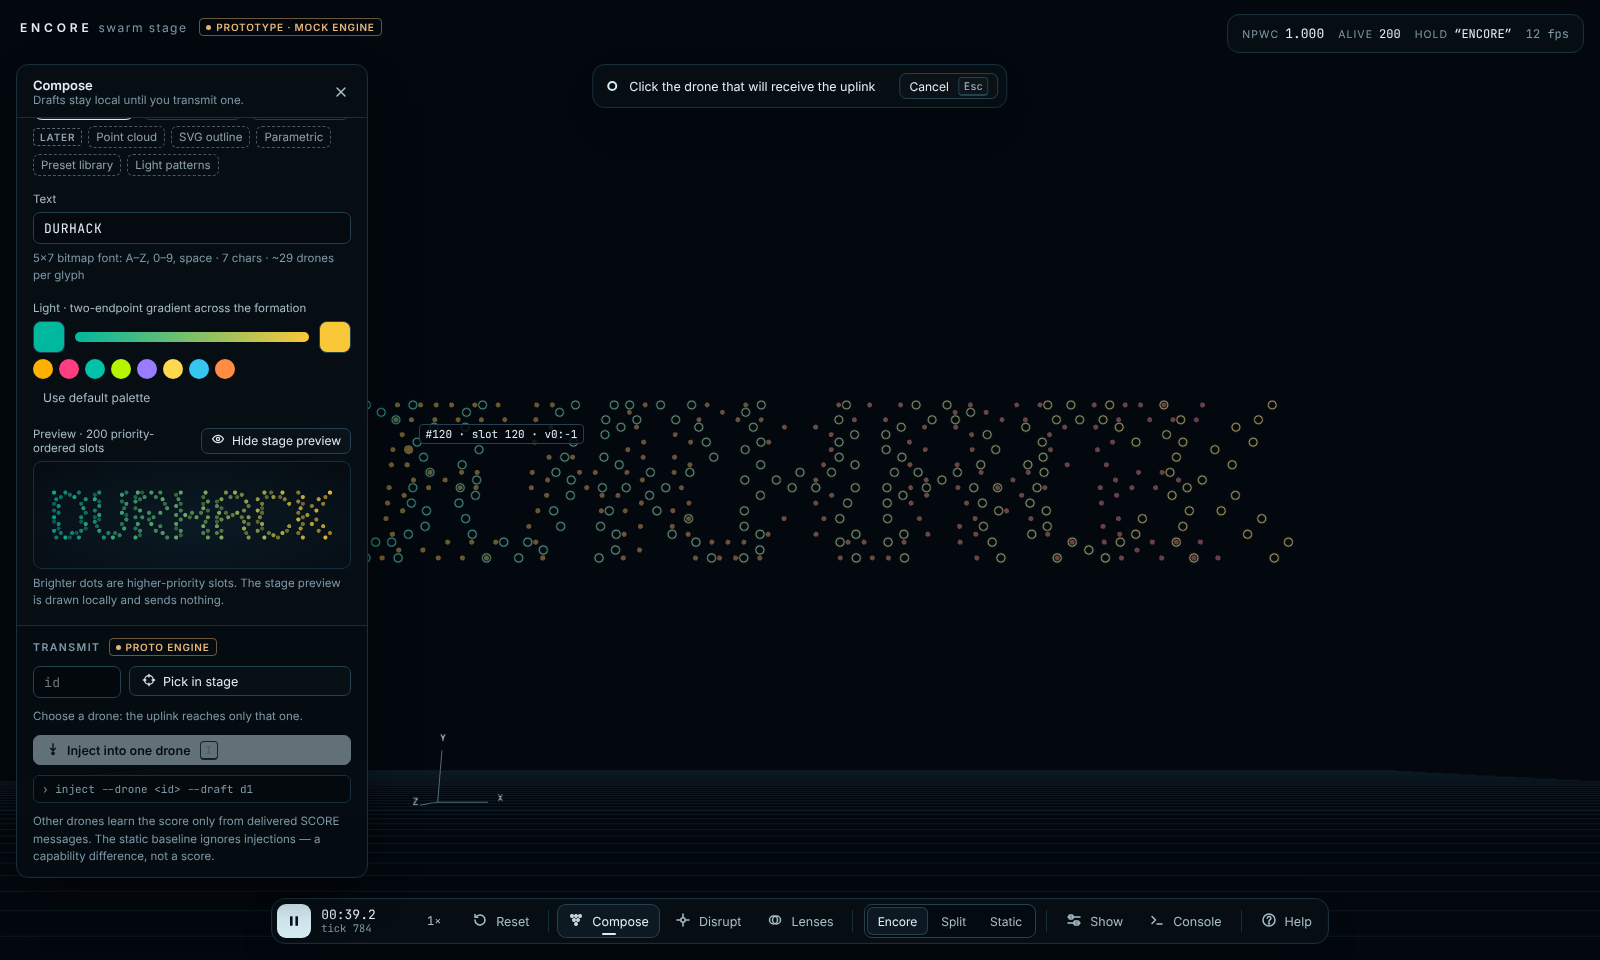 ENCORE swarm stage PROTOTYPE · MOCK ENGINE
NPWC 1.000 ALIVE 200 HOLD “ENCORE” 12 fps
Compose
Drafts stay local until you transmit one.
Click the drone that will receive the uplink Cancel Esc
LATER Point cloud SVG outline Parametric
Preset library Light patterns
Text
DURHACK
5×7 bitmap font: A–Z, 0–9, space · 7 chars · ~29 drones
per glyph
Light · two-endpoint gradient across the formation
Use default palette
Preview · 200 priority-
ordered slots
Hide stage preview
DURHACK
Brighter dots are higher-priority slots. The stage preview
is drawn locally and sends nothing.
#120 · slot 120 · v0:-1
TRANSMIT PROTO ENGINE
id Pick in stage
Choose a drone: the uplink reaches only that one.
Inject into one drone I
› inject --drone <id> --draft d1
Other drones learn the score only from delivered SCORE
messages. The static baseline ignores injections — a
capability difference, not a score.
Y
Z X
00:39.2
tick 784
1× Reset Compose Disrupt Lenses Encore Split Static Show Console Help